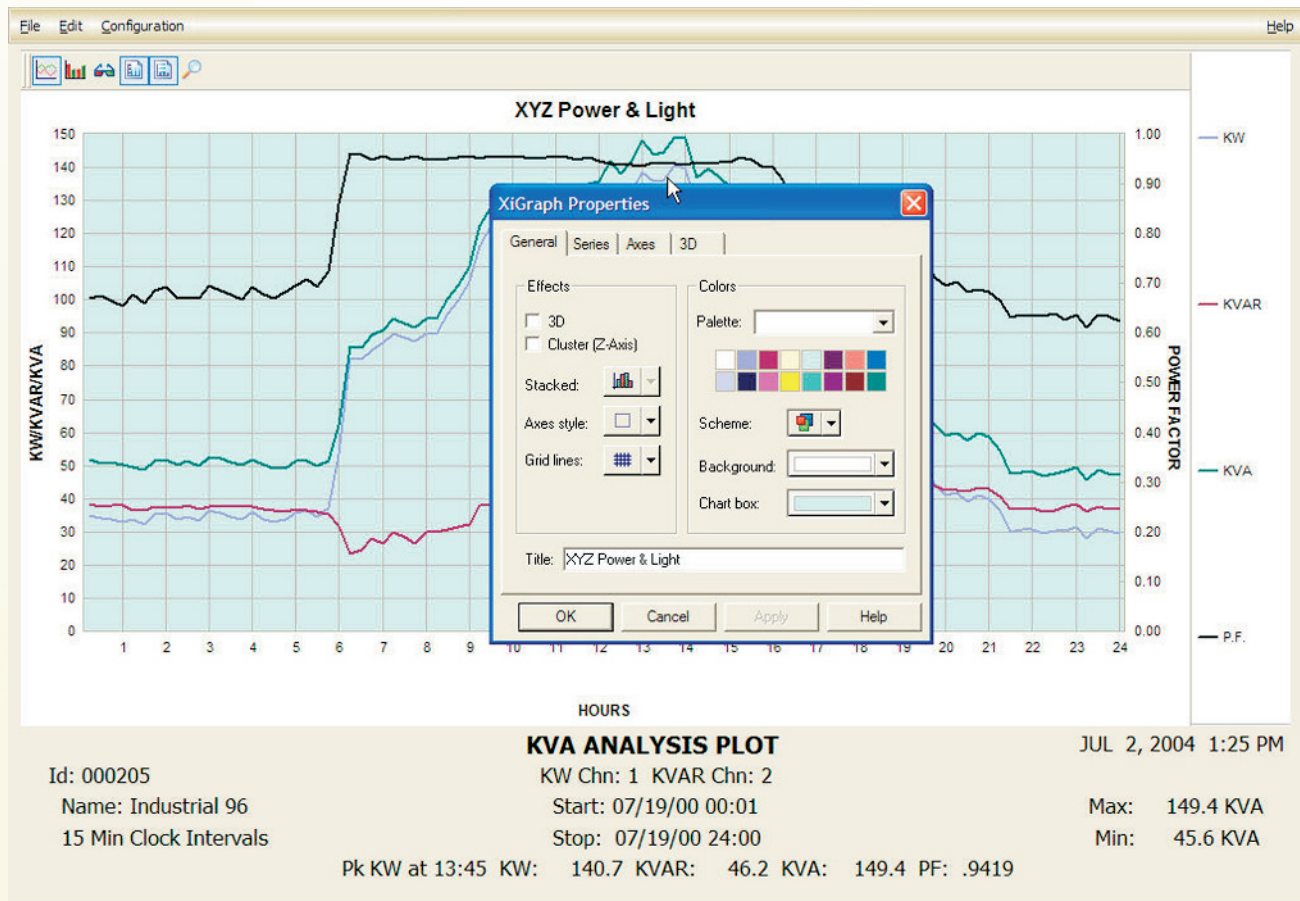 File Edit Configuration Help
XYZ Power & Light
150
140
130
120
110
100
90
80
70
60
50
40
30
20
10
0
KW/KVAR/KVA
1 2 3 4 5 6 7 8 9 10 11 12 13 14 15 16 17 18 19 20 21 22 23 24
HOURS
1.00
0.90
0.80
0.70
0.60
0.50
0.40
0.30
0.20
0.10
0.00
POWER FACTOR
KW
KVAR
KVA
P.F.
XiGraph Properties
General Series Axes 3D
Effects
3D
Cluster (Z-Axis)
Stacked:
Axes style:
Grid lines:
Colors
Palette:
Scheme:
Background:
Chart box:
Title: XYZ Power & Light
OK Cancel Apply Help
KVA ANALYSIS PLOT JUL 2, 2004 1:25 PM
Id: 000205 KW Chn: 1 KVAR Chn: 2
Name: Industrial 96 Start: 07/19/00 00:01 Max: 149.4 KVA
15 Min Clock Intervals Stop: 07/19/00 24:00 Min: 45.6 KVA
Pk KW at 13:45 KW: 140.7 KVAR: 46.2 KVA: 149.4 PF: .9419